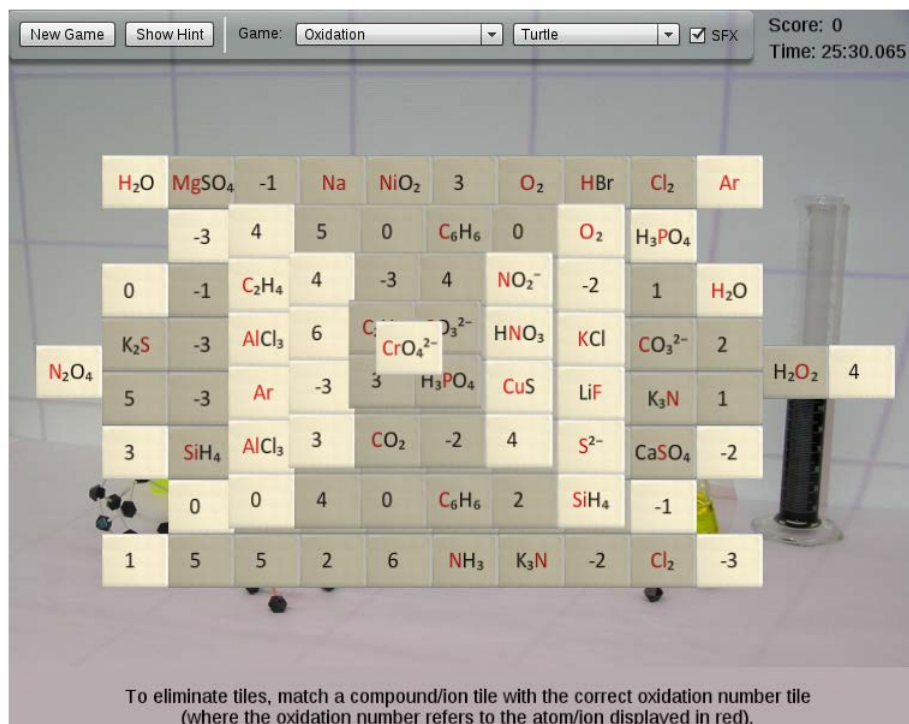 New Game Show Hint Game: Oxidation Turtle SFX Score: 0
Time: 25:30.065
H₂O MgSO₄ -1 Na NiO₂ 3 O₂ HBr Cl₂ Ar
-3 4 5 0 C₆H₆ 0 O₂ H₃PO₄
0 -1 C₂H₄ 4 -3 4 NO₂⁻ -2 1 H₂O
K₂S -3 AlCl₃ 6 CrO₄²⁻ HNO₃ KCl CO₃²⁻ 2
N₂O₄ 5 -3 Ar -3 3 H₃PO₄ CuS LiF K₃N 1 H₂O₂ 4
3 SiH₄ AlCl₃ 3 CO₂ -2 4 S²⁻ CaSO₄ -2
0 0 4 0 C₆H₆ 2 SiH₄ -1
1 5 5 2 6 NH₃ K₃N -2 Cl₂ -3
To eliminate tiles, match a compound/ion tile with the correct oxidation number tile
(where the oxidation number refers to the atom/ion displayed in red).